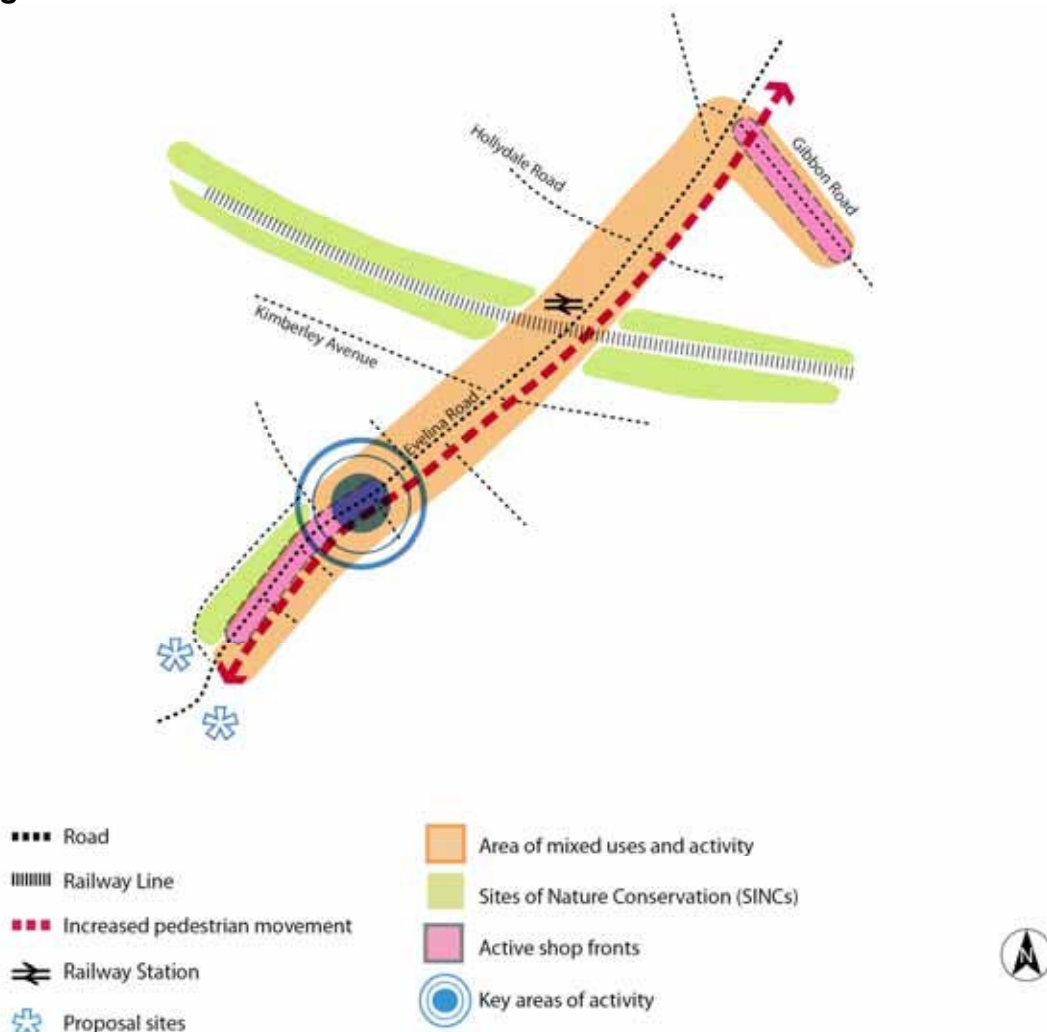 g
Hollydale Road
Gibbon Road
Kimberley Avenue
Evelina Road
Road
Railway Line
Increased pedestrian movement
Railway Station
Proposal sites
Area of mixed uses and activity
Sites of Nature Conservation (SINCs)
Active shop fronts
Key areas of activity
N